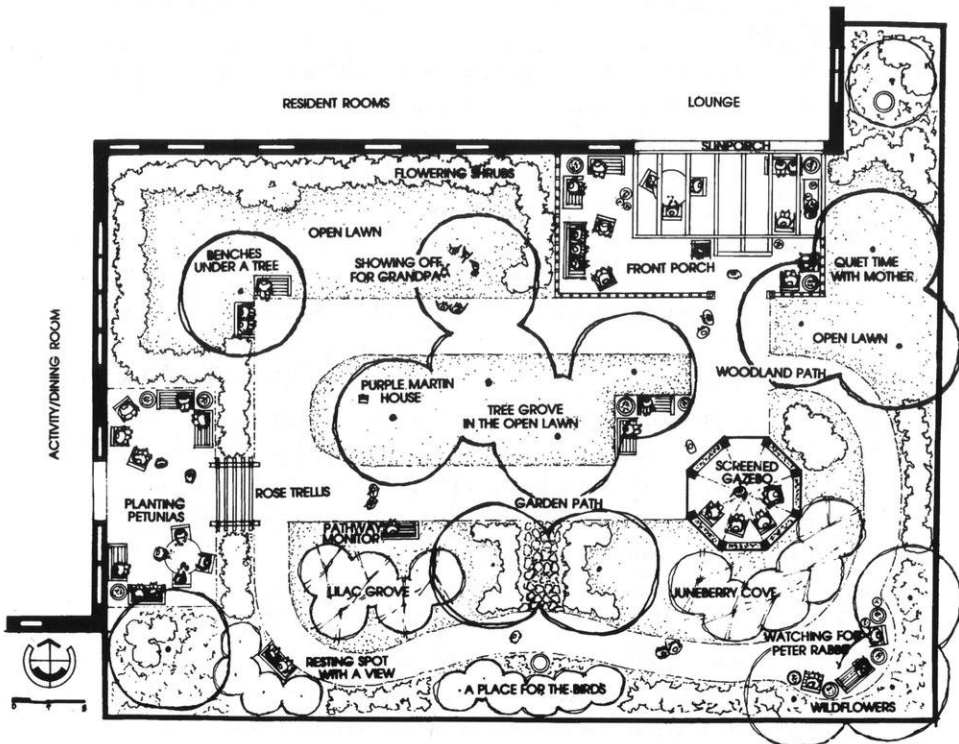 RESIDENT ROOMS
LOUNGE
SUNPORCH
FLOWERING SHRUBS
OPEN LAWN
BENCHES
UNDER A TREE
SHOWING OFF
FOR GRANDPA
FRONT PORCH
QUIET TIME
WITH MOTHER
OPEN LAWN
WOODLAND PATH
ACTIVITY/DINING ROOM
PURPLE MARTIN
HOUSE
TREE GROVE
IN THE OPEN LAWN
SCREENED
GAZEBO
ROSE TRELLIS
PLANTING
PETUNIAS
GARDEN PATH
PATHWAY
MONITOR
LILAC GROVE
JUNEBERRY COVE
WATCHING FOR
PETER RABBIT
RESTING SPOT
WITH A VIEW
A PLACE FOR THE BIRDS
WILDFLOWERS